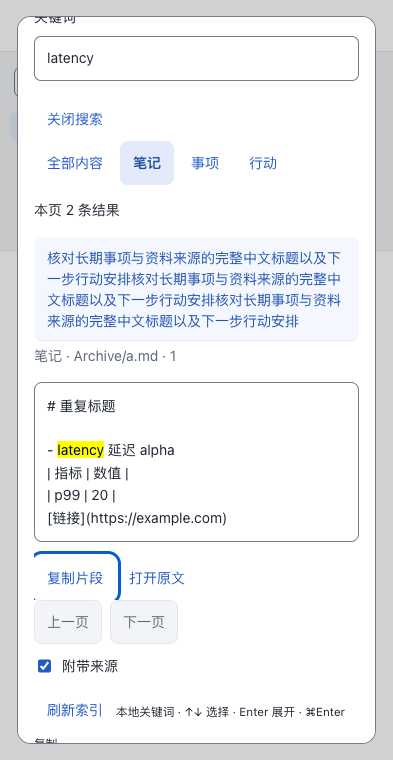 关键词
latency
关闭搜索
全部内容 笔记 事项 行动
本页 2 条结果
核对长期事项与资料来源的完整中文标题以及下
一步行动安排核对长期事项与资料来源的完整中
文标题以及下一步行动安排核对长期事项与资料
来源的完整中文标题以及下一步行动安排
笔记 · Archive/a.md · 1
# 重复标题
- latency 延迟 alpha
| 指标 | 数值 |
| p99 | 20 |
[链接](https://example.com)
复制片段 打开原文
上一页 下一页
附带来源
刷新索引 本地关键词 · ↑↓ 选择 · Enter 展开 · ⌘Enter
复制